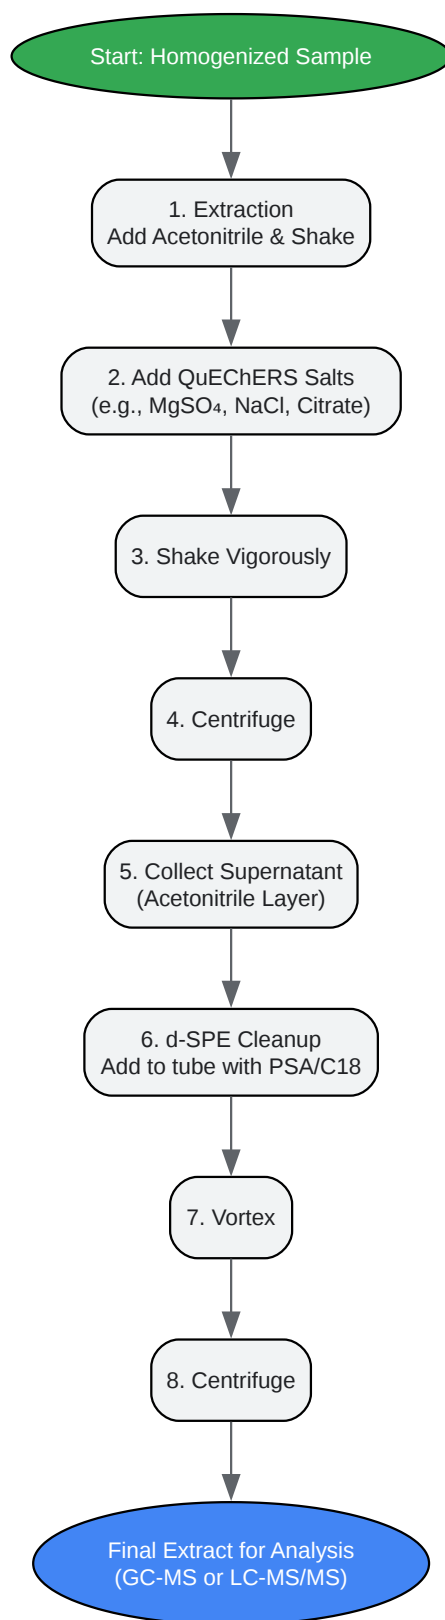 Start: Homogenized Sample
1. Extraction
Add Acetonitrile & Shake
2. Add QuEChERS Salts
(e.g., MgSO₄, NaCl, Citrate)
3. Shake Vigorously
4. Centrifuge
5. Collect Supernatant
(Acetonitrile Layer)
6. d-SPE Cleanup
Add to tube with PSA/C18
7. Vortex
8. Centrifuge
Final Extract for Analysis
(GC-MS or LC-MS/MS)